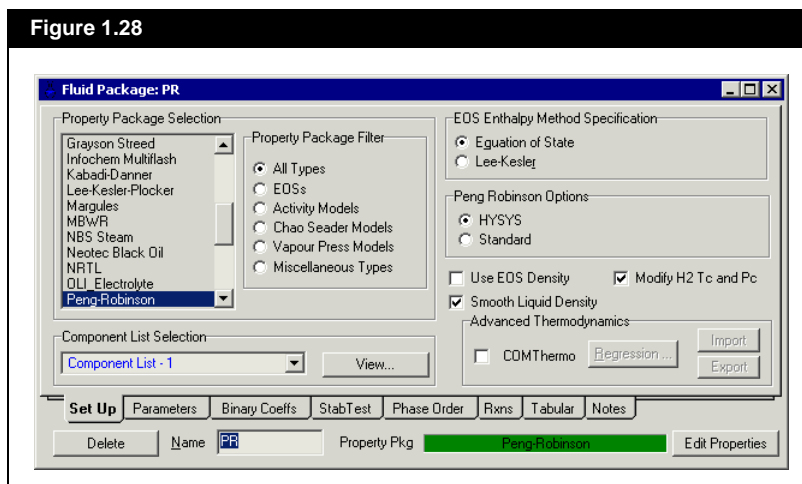 Figure 1.28
Fluid Package: PR
Property Package Selection
Grayson Streed
Infochem Multiflash
Kabadi-Danner
Lee-Kesler-Plocker
Margules
MBWR
NBS Steam
Neotec Black Oil
NRTL
OLI_Electrolyte
Peng-Robinson
Property Package Filter
All Types
EOSs
Activity Models
Chao Seader Models
Vapour Press Models
Miscellaneous Types
Component List Selection
Component List - 1
View...
EOS Enthalpy Method Specification
Equation of State
Lee-Kesler
Peng Robinson Options
HYSYS
Standard
Use EOS Density
Modify H2 Tc and Pc
Smooth Liquid Density
Advanced Thermodynamics
COMThermo
Regression ...
Import
Export
Set Up Parameters Binary Coeffs StabTest Phase Order Rxns Tabular Notes
Delete Name PR Property Pkg Peng-Robinson Edit Properties